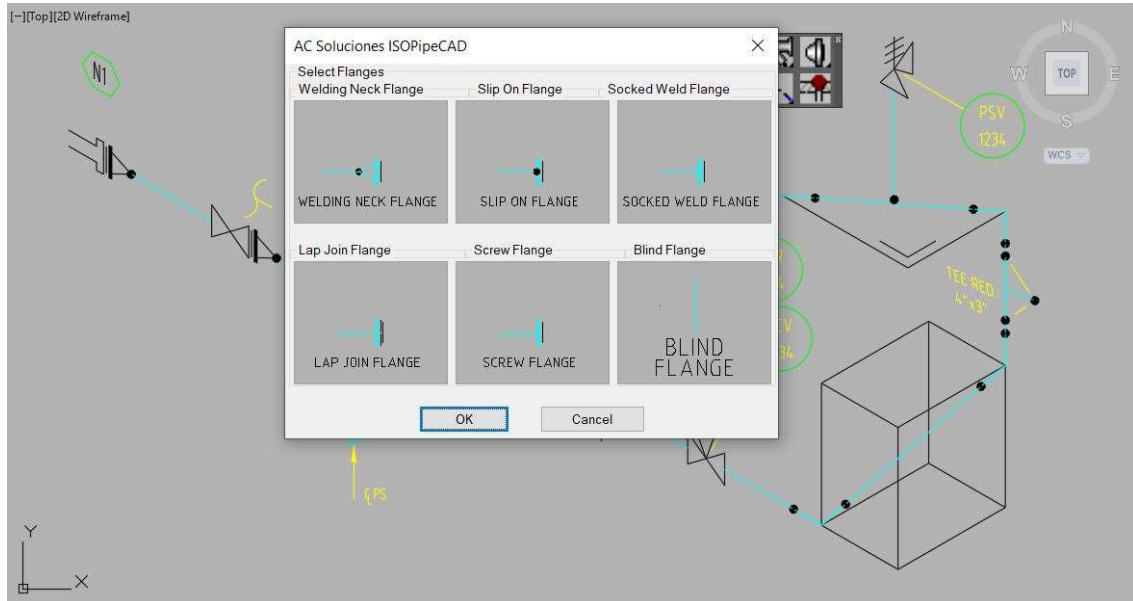 [-][Top][2D Wireframe]
N1
AC Soluciones ISOPipeCAD
Select Flanges
Welding Neck Flange
Slip On Flange
Socked Weld Flange
WELDING NECK FLANGE
SLIP ON FLANGE
SOCKED WELD FLANGE
Lap Join Flange
Screw Flange
Blind Flange
LAP JOIN FLANGE
SCREW FLANGE
BLIND
FLANGE
OK
Cancel
N
W
TOP
E
S
WCS
PSV
1234
TEE RED.
4"x3"
PS
Y
X